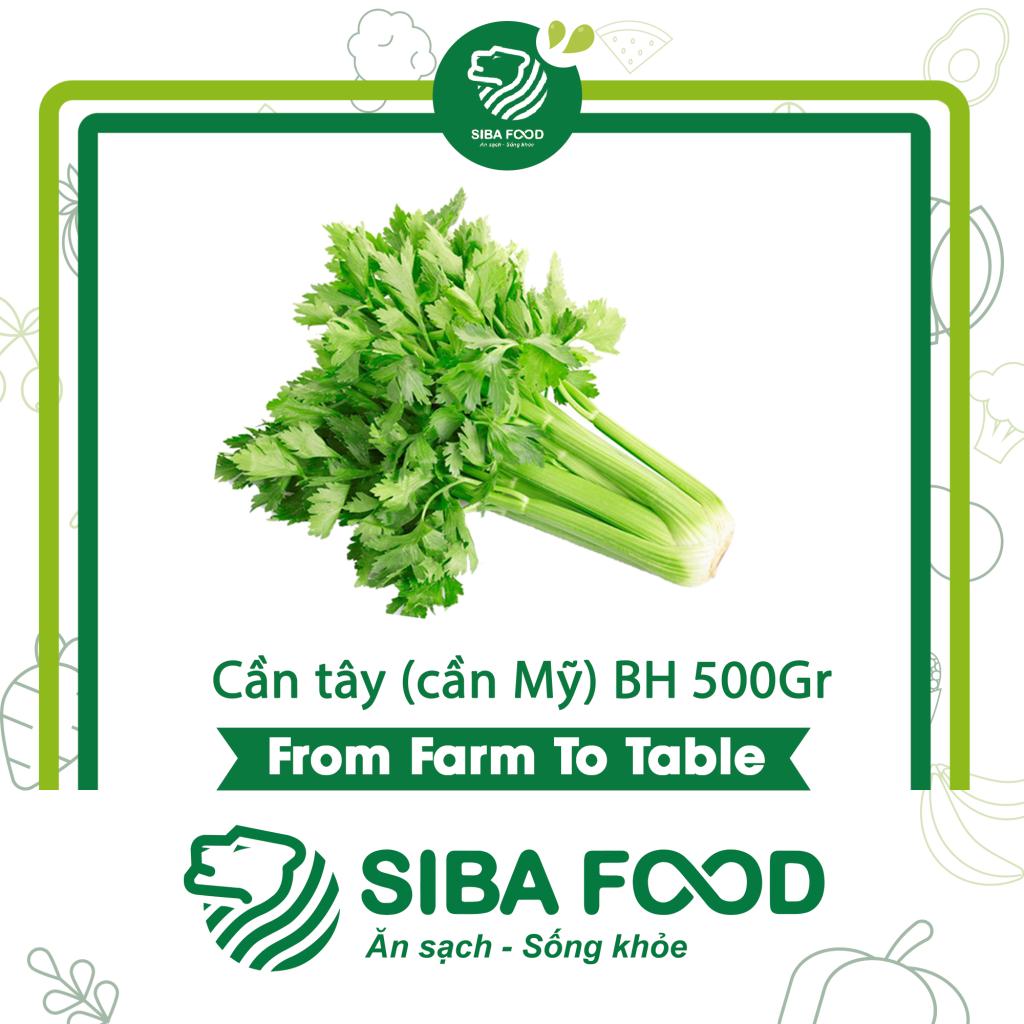 SIBA FOOD
Ăn sạch - Sống khỏe
Cần tây (cần Mỹ) BH 500Gr
From Farm To Table
SIBA FOOD
Ăn sạch - Sống khỏe